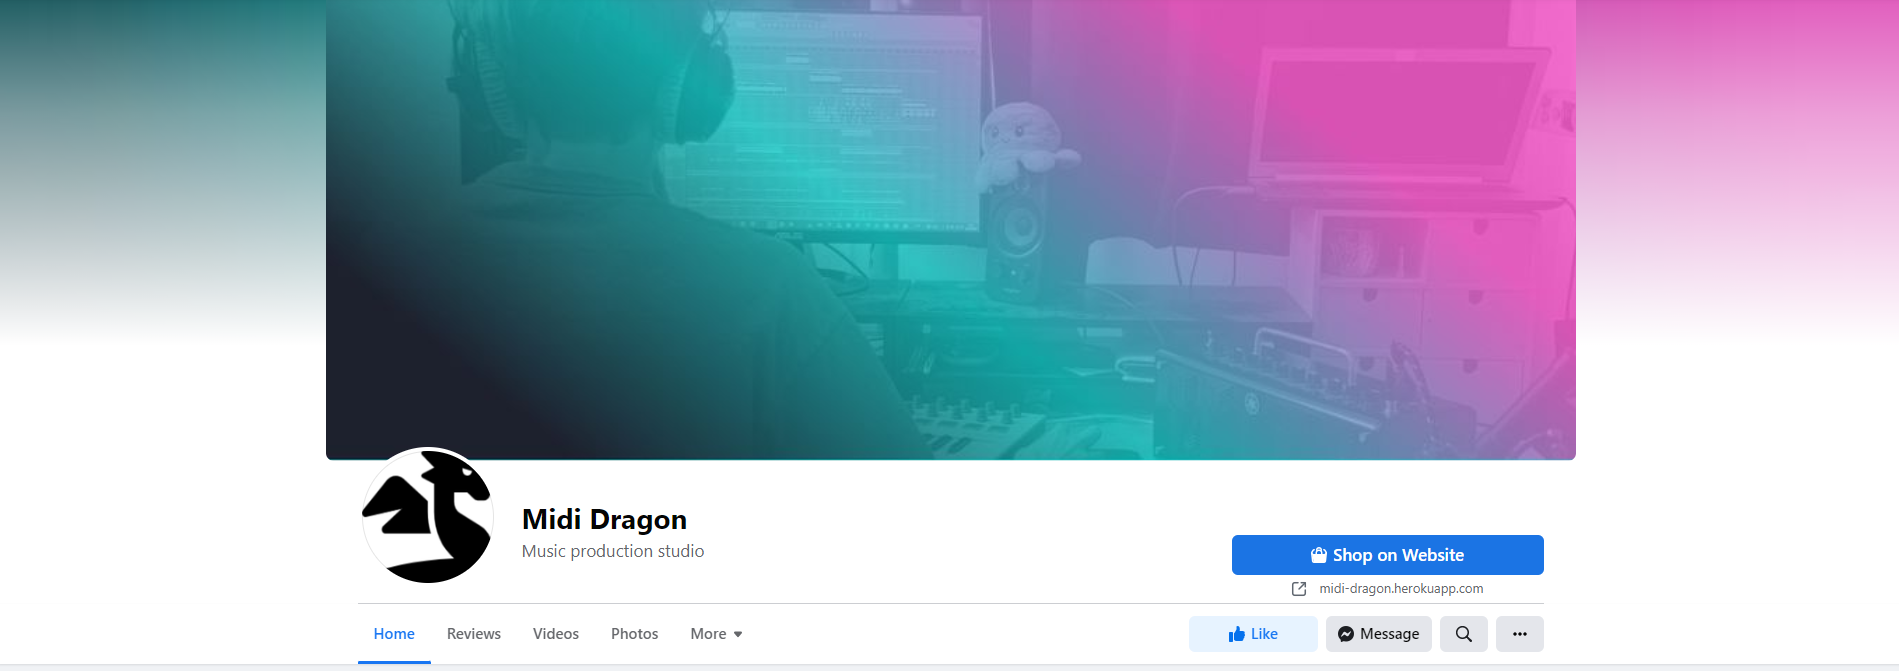 Midi Dragon
Music production studio
Shop on Website
midi-dragon.herokuapp.com
Home Reviews Videos Photos More
Like Message